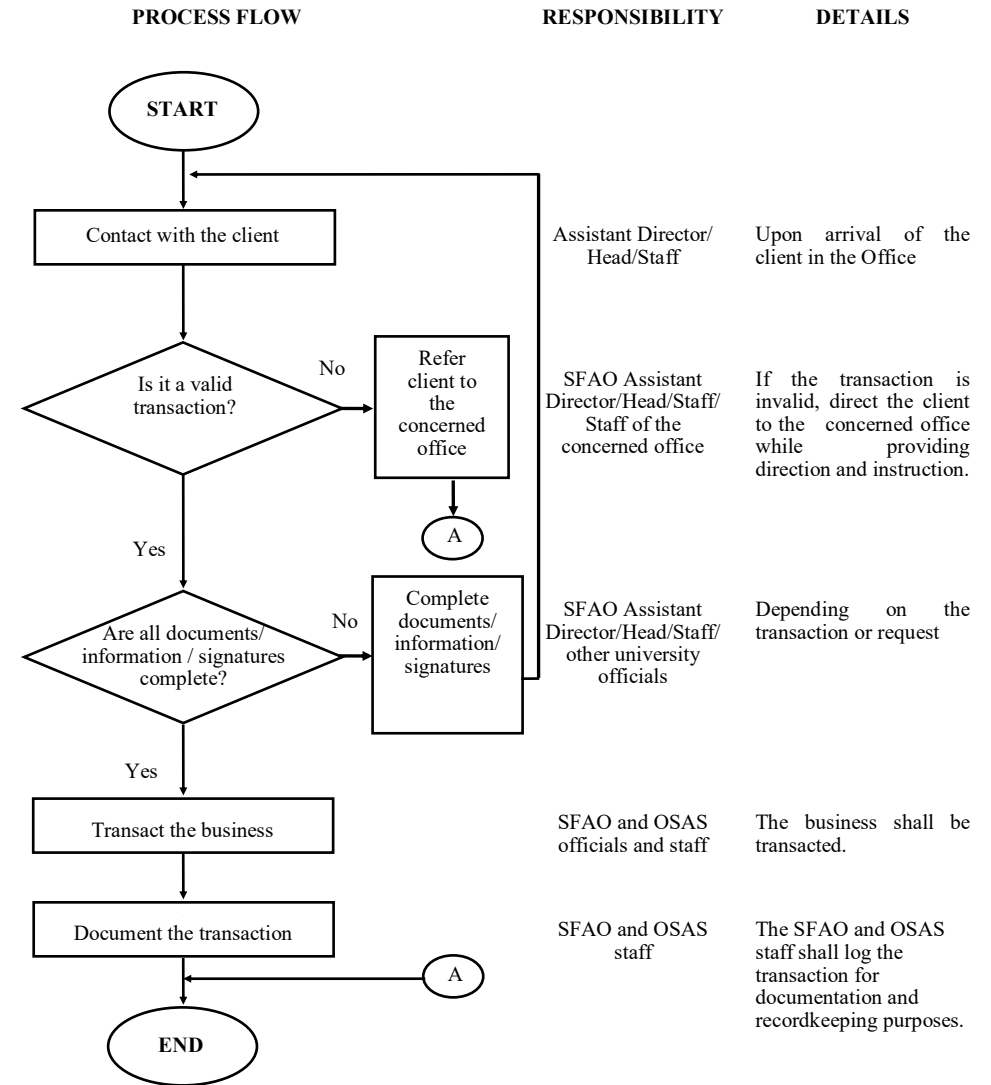 PROCESS FLOW RESPONSIBILITY DETAILS
START
Contact with the client
Assistant Director/
Head/Staff
Upon arrival of the
client in the Office
Is it a valid
transaction?
No
Refer
client to
the
concerned
office
SFAO Assistant
Director/Head/Staff/
Staff of the
concerned office
If the transaction is
invalid, direct the client
to the concerned office
while providing
direction and instruction.
A
Yes
Are all documents/
information / signatures
complete?
No
Complete
documents/
information/
signatures
SFAO Assistant
Director/Head/Staff/
other university
officials
Depending on the
transaction or request
Yes
Transact the business
SFAO and OSAS
officials and staff
The business shall be
transacted.
Document the transaction
SFAO and OSAS
staff
The SFAO and OSAS
staff shall log the
transaction for
documentation and
recordkeeping purposes.
A
END